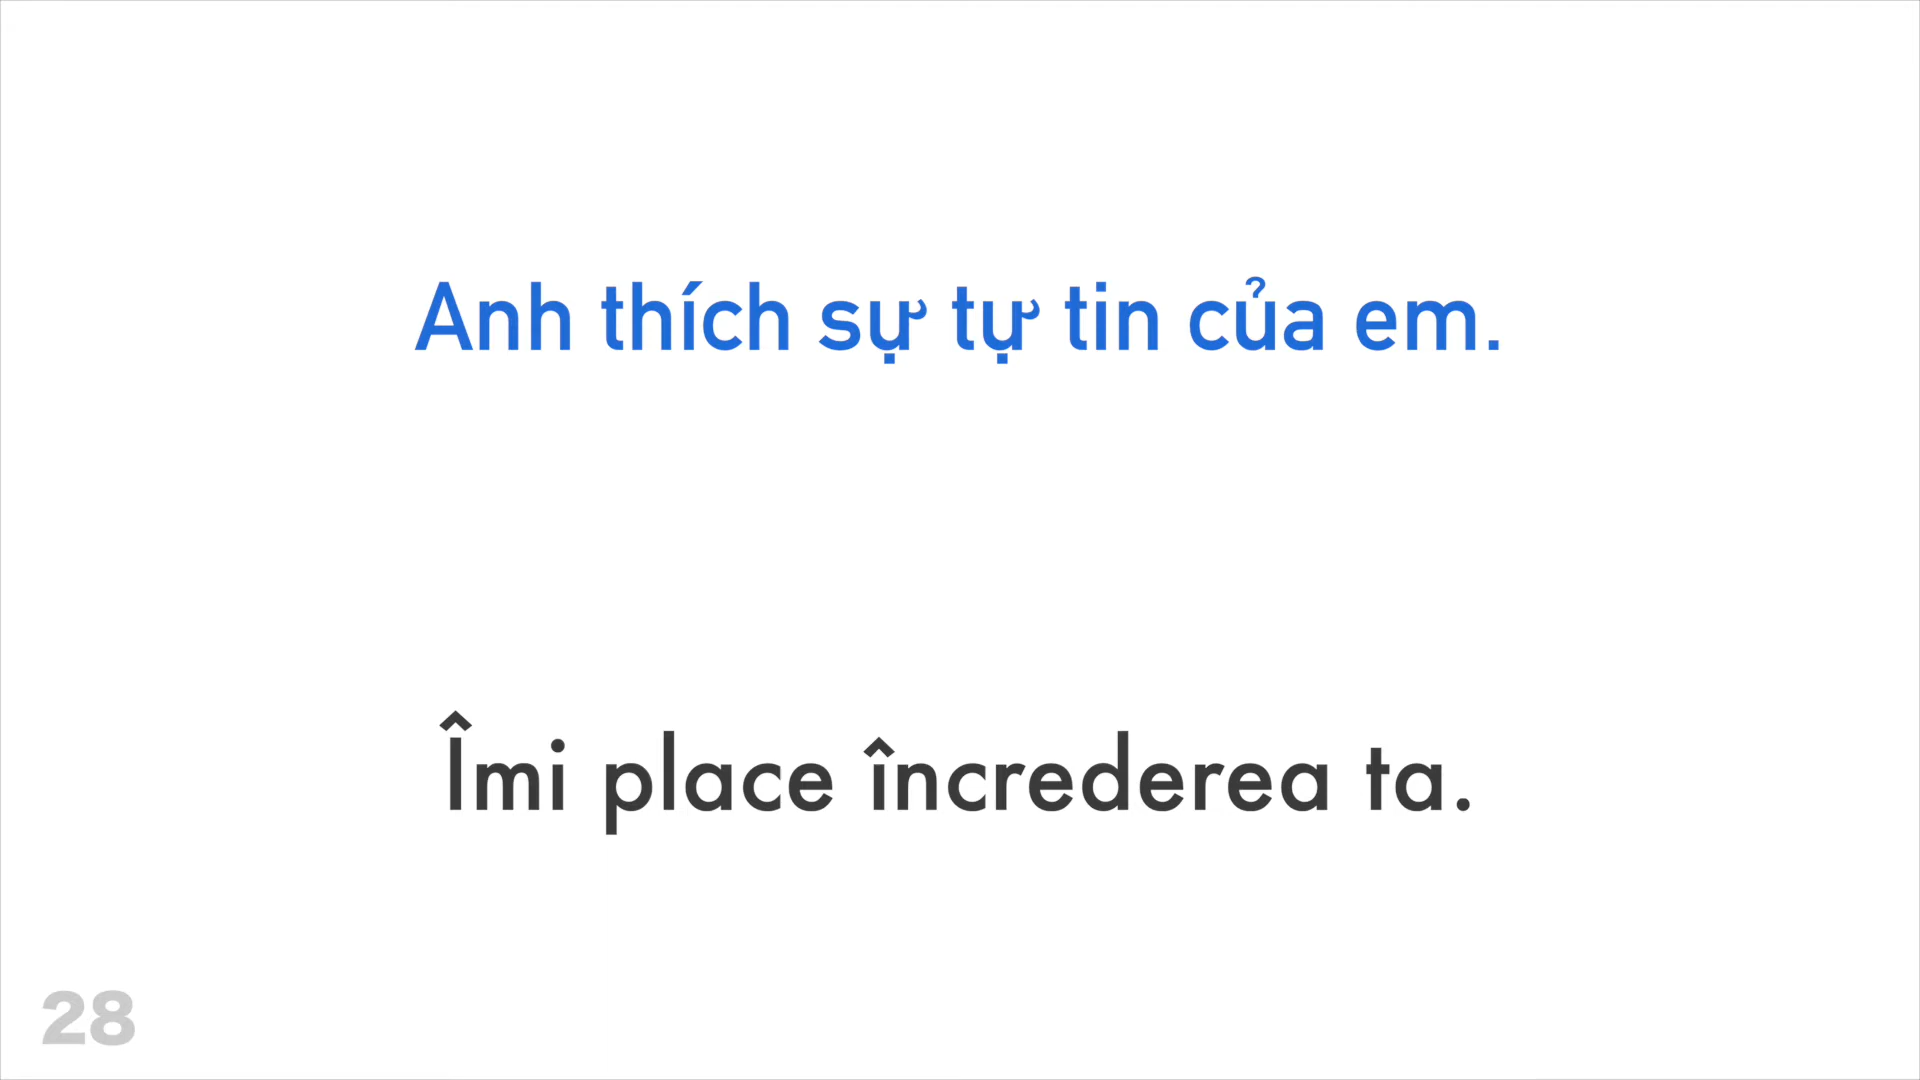 Anh thích sự tự tin của em.
Îmi place încrederea ta.
28